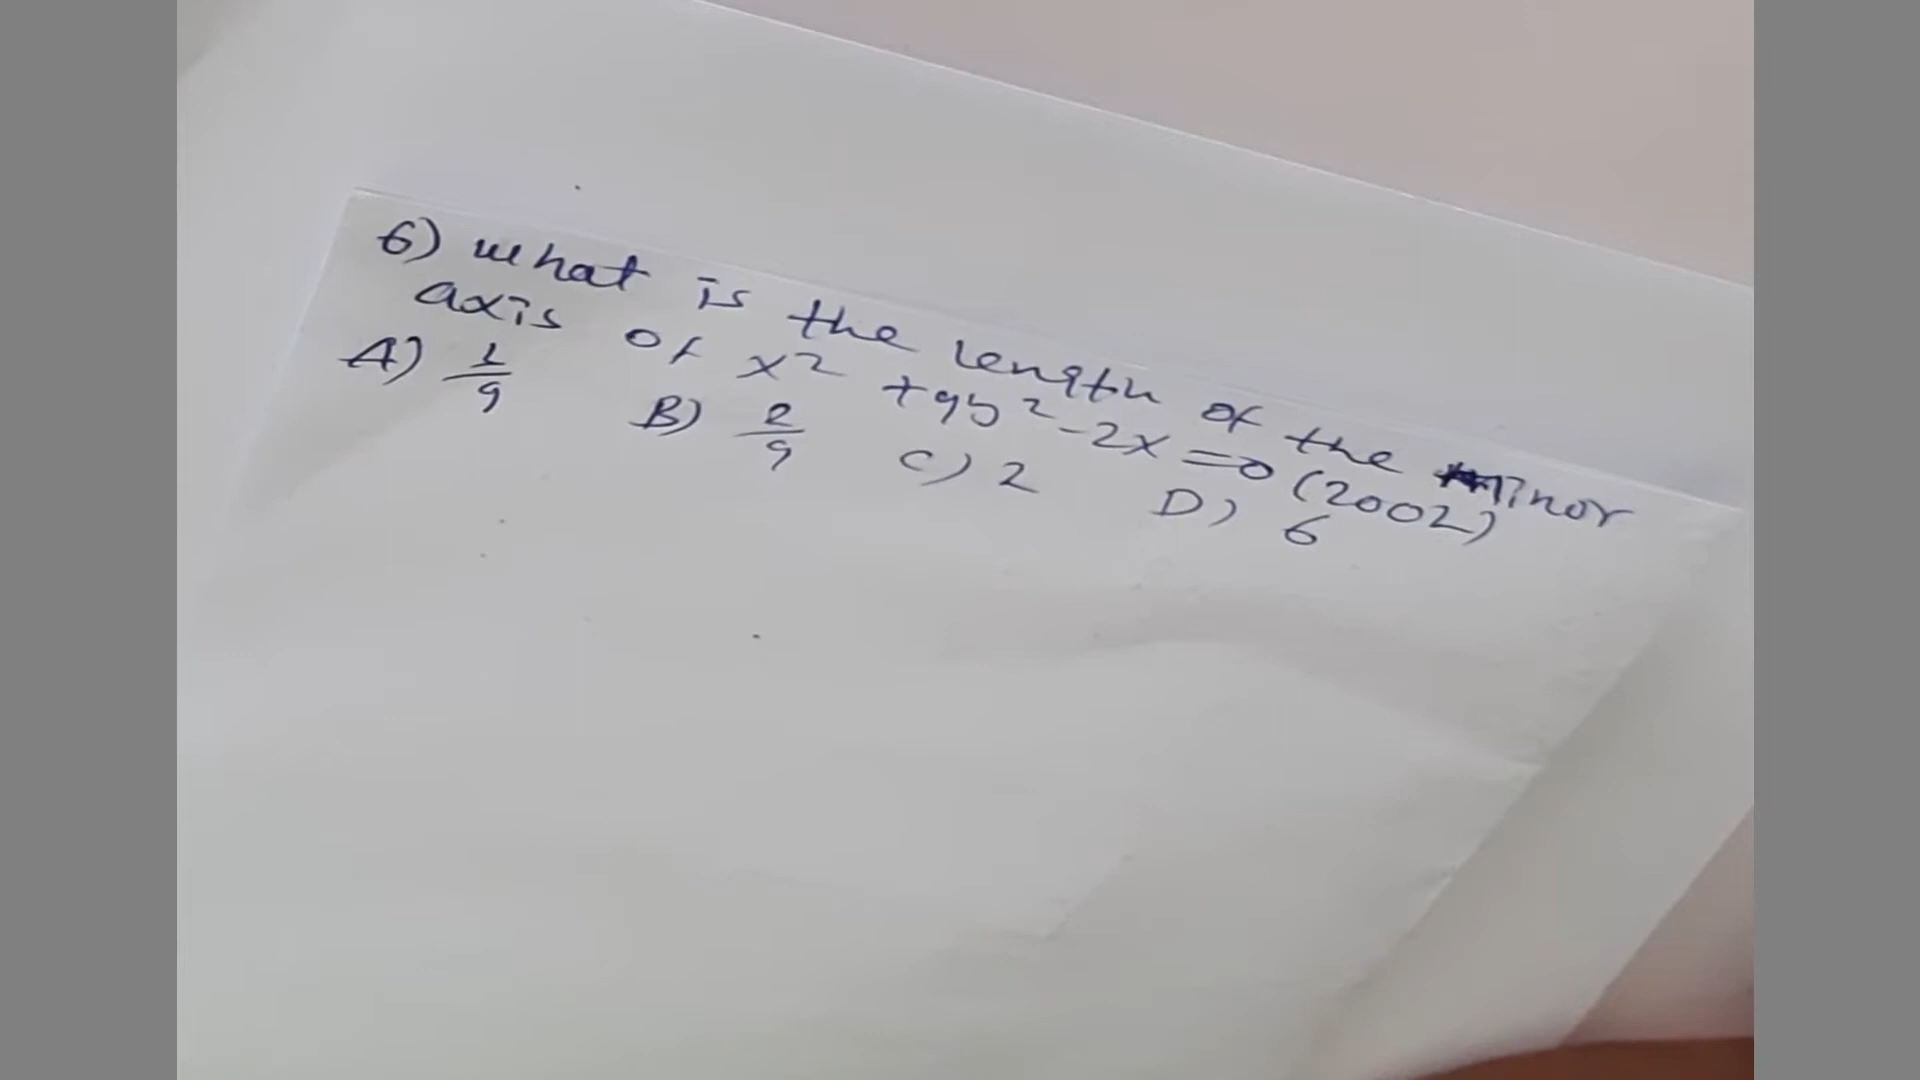 6) what is the length of the minor
axis of x² + 9y² - 2x = 0 (2002)
A) 1/9 B) 2/9 C) 2 D) 6